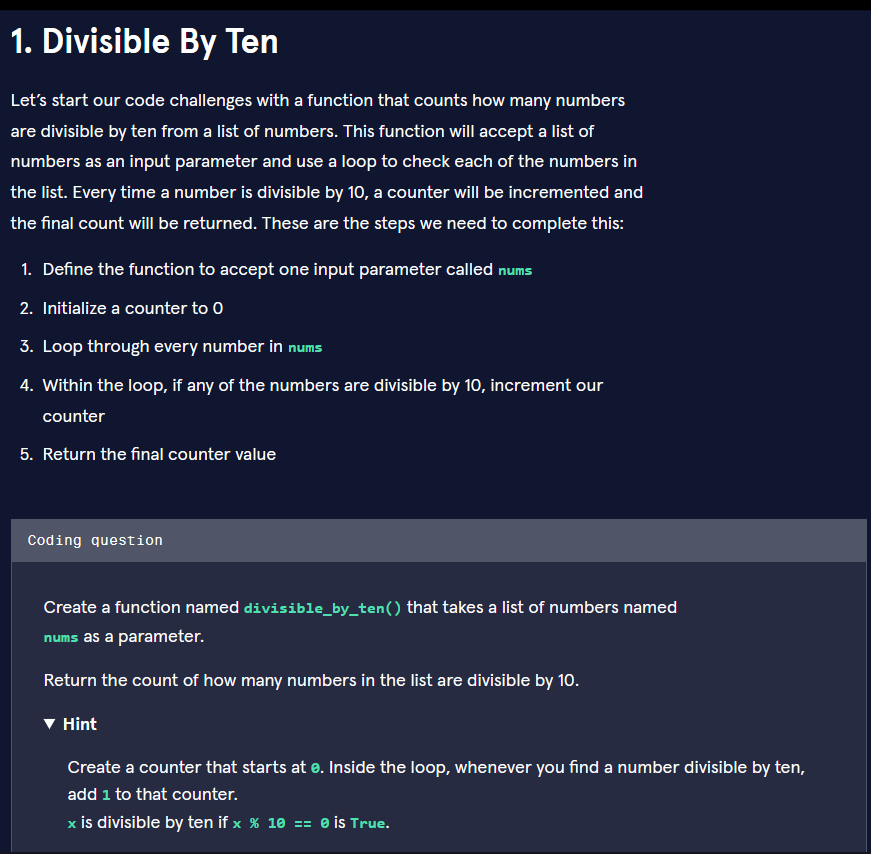 1. Divisible By Ten
Let’s start our code challenges with a function that counts how many numbers
are divisible by ten from a list of numbers. This function will accept a list of
numbers as an input parameter and use a loop to check each of the numbers in
the list. Every time a number is divisible by 10, a counter will be incremented and
the final count will be returned. These are the steps we need to complete this:
1. Define the function to accept one input parameter called nums
2. Initialize a counter to 0
3. Loop through every number in nums
4. Within the loop, if any of the numbers are divisible by 10, increment our
counter
5. Return the final counter value
Coding question
Create a function named divisible_by_ten() that takes a list of numbers named
nums as a parameter.
Return the count of how many numbers in the list are divisible by 10.
▼ Hint
Create a counter that starts at 0. Inside the loop, whenever you find a number divisible by ten,
add 1 to that counter.
x is divisible by ten if x % 10 == 0 is True.